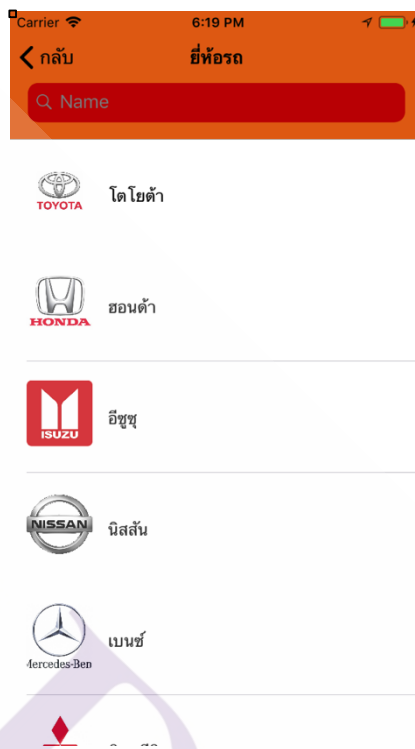 Carrier 6:19 PM
กลับ ยี่ห้อรถ
Name
TOYOTA โตโยต้า
HONDA ฮอนด้า
ISUZU อีซูซุ
NISSAN นิสสัน
เบนซ์
Mercedes-Ben